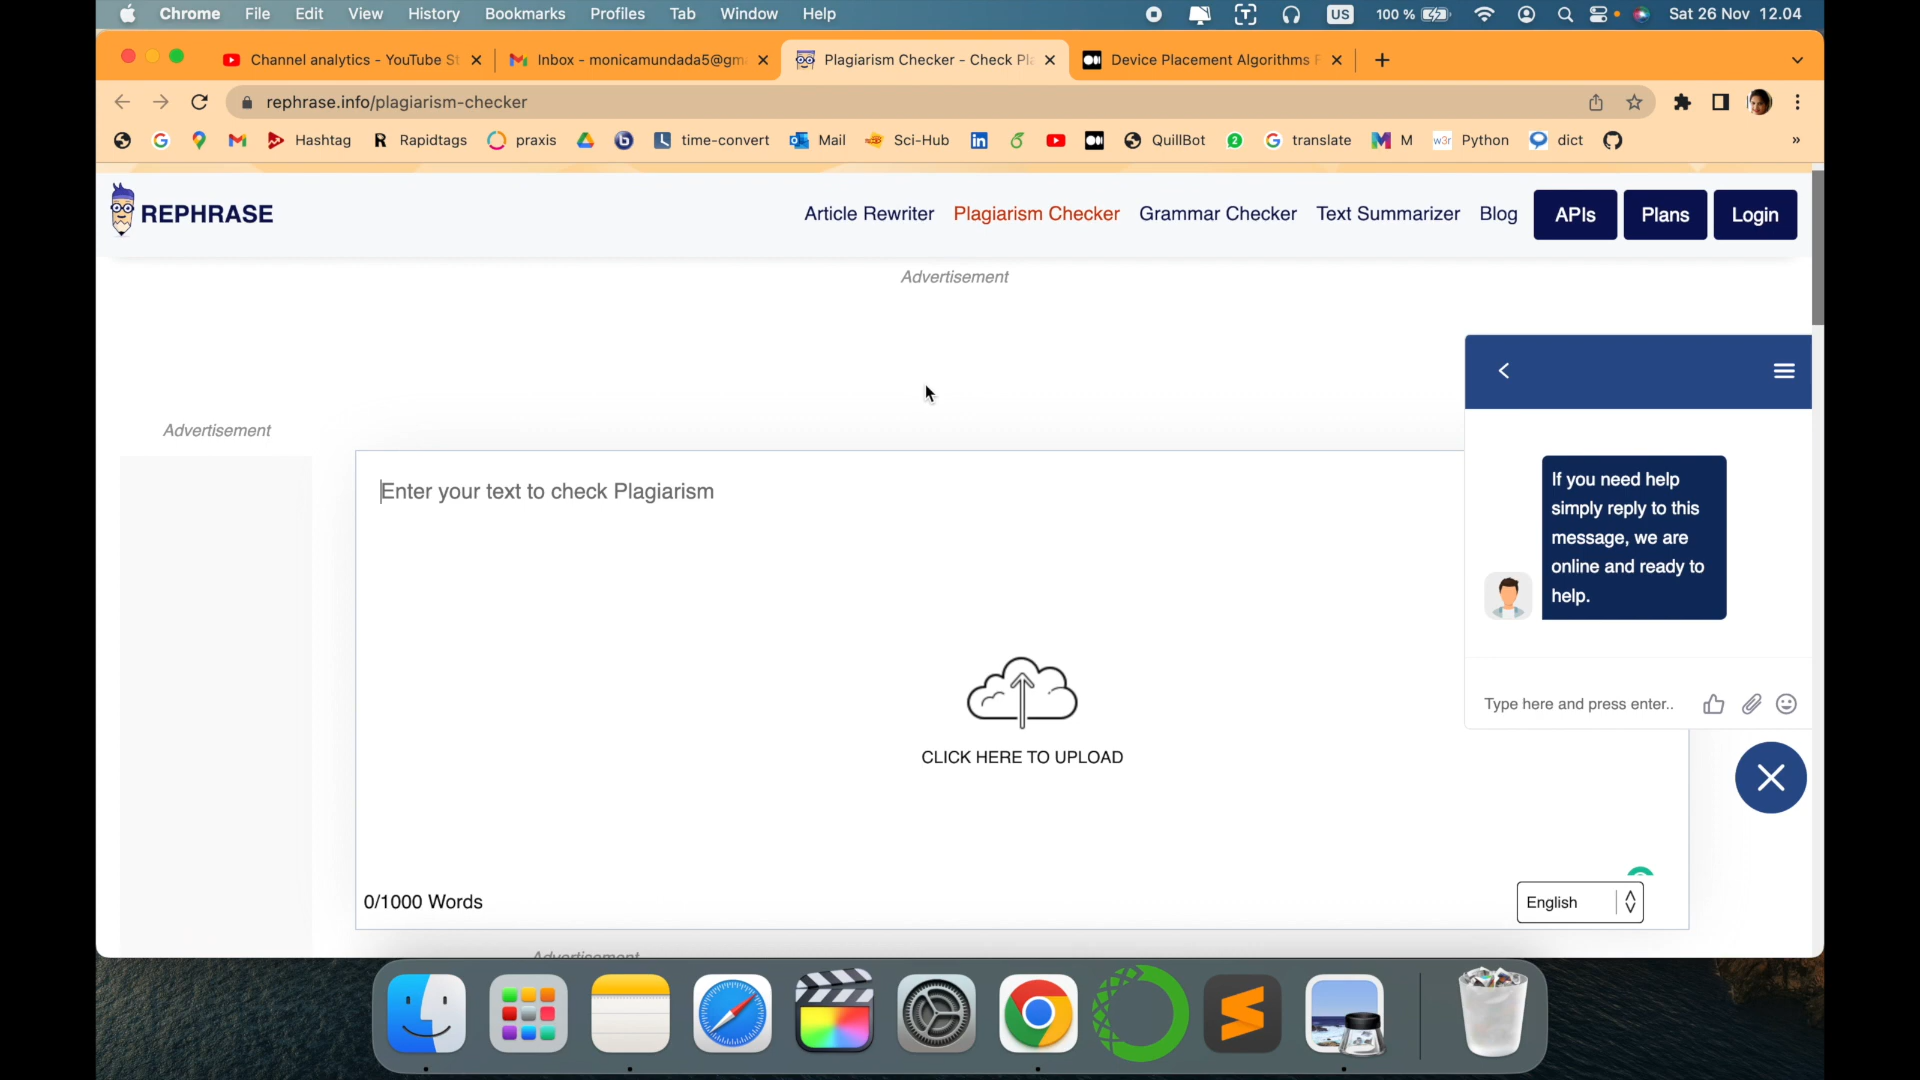 Chrome File Edit View History Bookmarks Profiles Tab Window Help US 100 % Sat 26 Nov 12.04
Channel analytics - YouTube St Inbox - monicamundada5@gm Plagiarism Checker - Check Pl Device Placement Algorithms
rephrase.info/plagiarism-checker
Hashtag R Rapidtags praxis L time-convert Mail Sci-Hub QuillBot 2 translate M w3r Python dict »
REPHRASE
Article Rewriter Plagiarism Checker Grammar Checker Text Summarizer Blog APIs Plans Login
Advertisement
Advertisement
Enter your text to check Plagiarism
CLICK HERE TO UPLOAD
0/1000 Words
English
If you need help
simply reply to this
message, we are
online and ready to
help.
Type here and press enter..
Advertisement